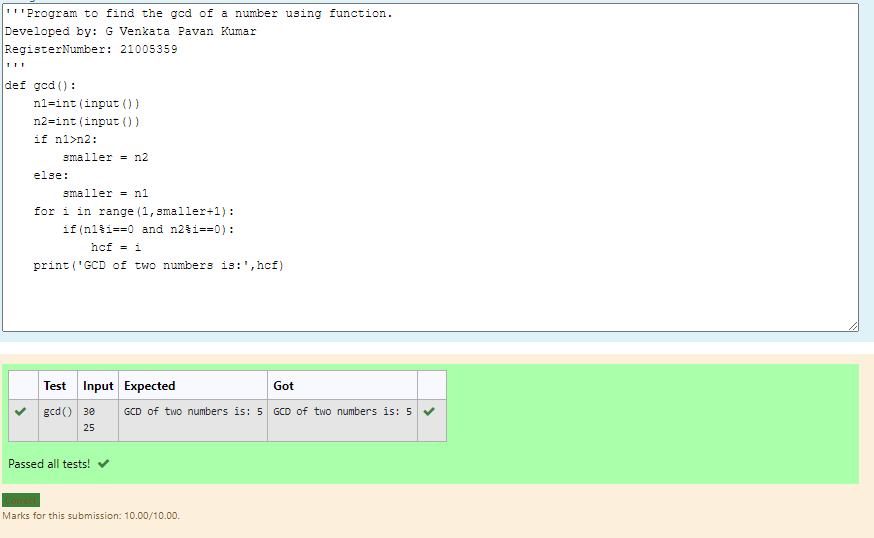 '''Program to find the gcd of a number using function.
Developed by: G Venkata Pavan Kumar
RegisterNumber: 21005359
'''
def gcd():
    n1=int(input())
    n2=int(input())
    if n1>n2:
        smaller = n2
    else:
        smaller = n1
    for i in range(1,smaller+1):
        if(n1%i==0 and n2%i==0):
            hcf = i
    print('GCD of two numbers is:',hcf)
Test Input Expected Got
gcd() 30 GCD of two numbers is: 5 GCD of two numbers is: 5
25
Passed all tests!
Marks for this submission: 10.00/10.00.